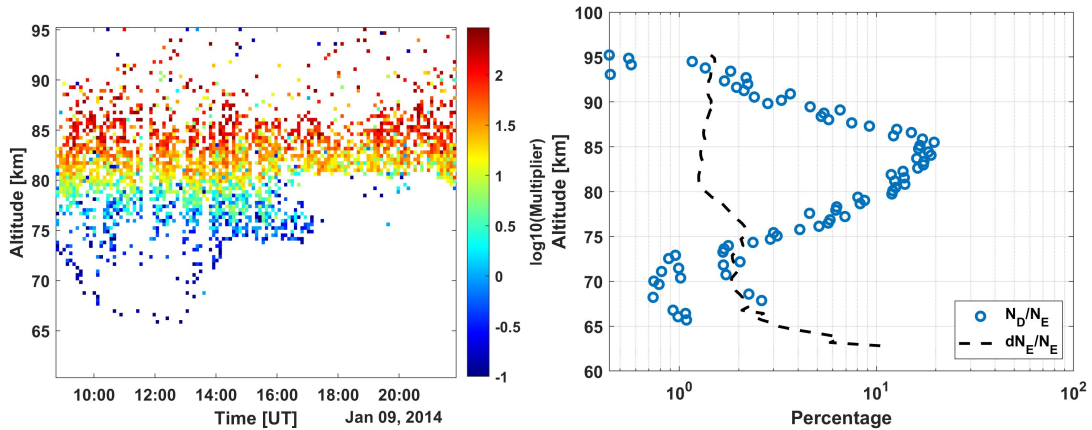 95
90
85
80
75
70
65
Altitude [km]
10:00 12:00 14:00 16:00 18:00 20:00
Time [UT]
Jan 09, 2014
2
1.5
1
0.5
0
-0.5
-1
log10(Multiplier)
100
95
90
85
80
75
70
65
60
Altitude [km]
10^0 10^1 10^2
Percentage
N_D/N_E
dN_E/N_E